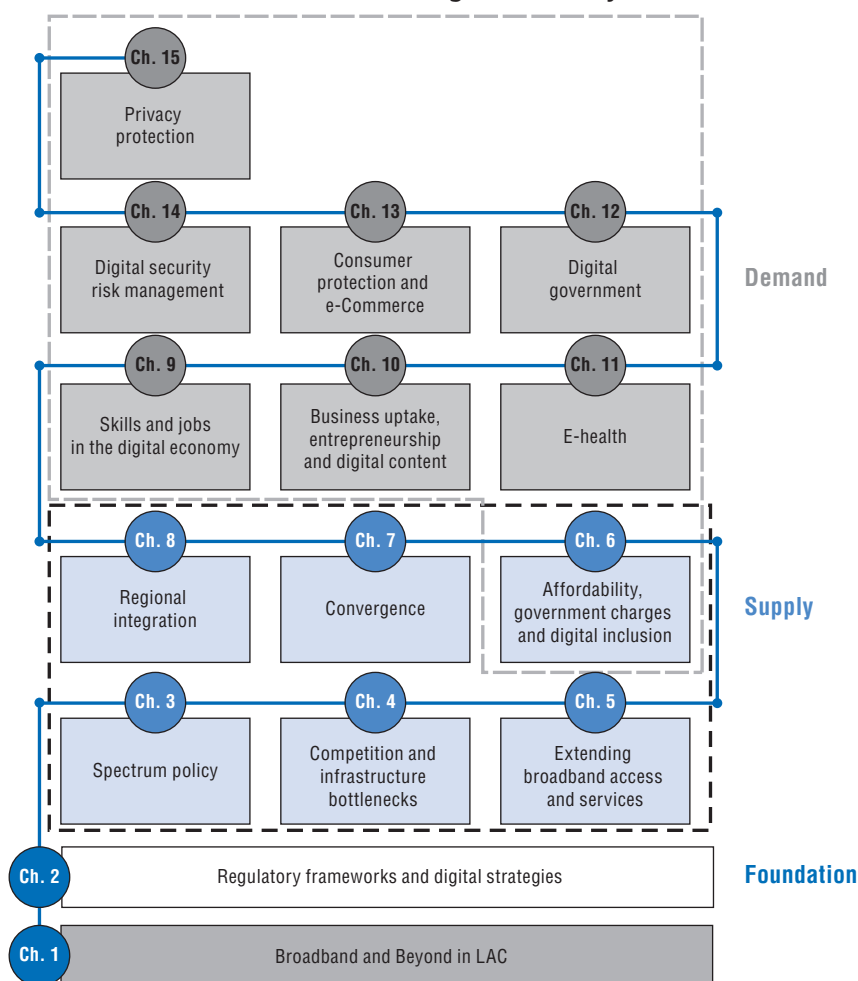 Ch. 15
Privacy
protection
Ch. 14
Ch. 13
Ch. 12
Digital security
risk management
Consumer
protection and
e-Commerce
Digital
government
Demand
Ch. 9
Ch. 10
Ch. 11
Skills and jobs
in the digital economy
Business uptake,
entrepreneurship
and digital content
E-health
Ch. 8
Ch. 7
Ch. 6
Regional
integration
Convergence
Affordability,
government charges
and digital inclusion
Supply
Ch. 3
Ch. 4
Ch. 5
Spectrum policy
Competition and
infrastructure
bottlenecks
Extending
broadband access
and services
Ch. 2
Regulatory frameworks and digital strategies
Foundation
Ch. 1
Broadband and Beyond in LAC